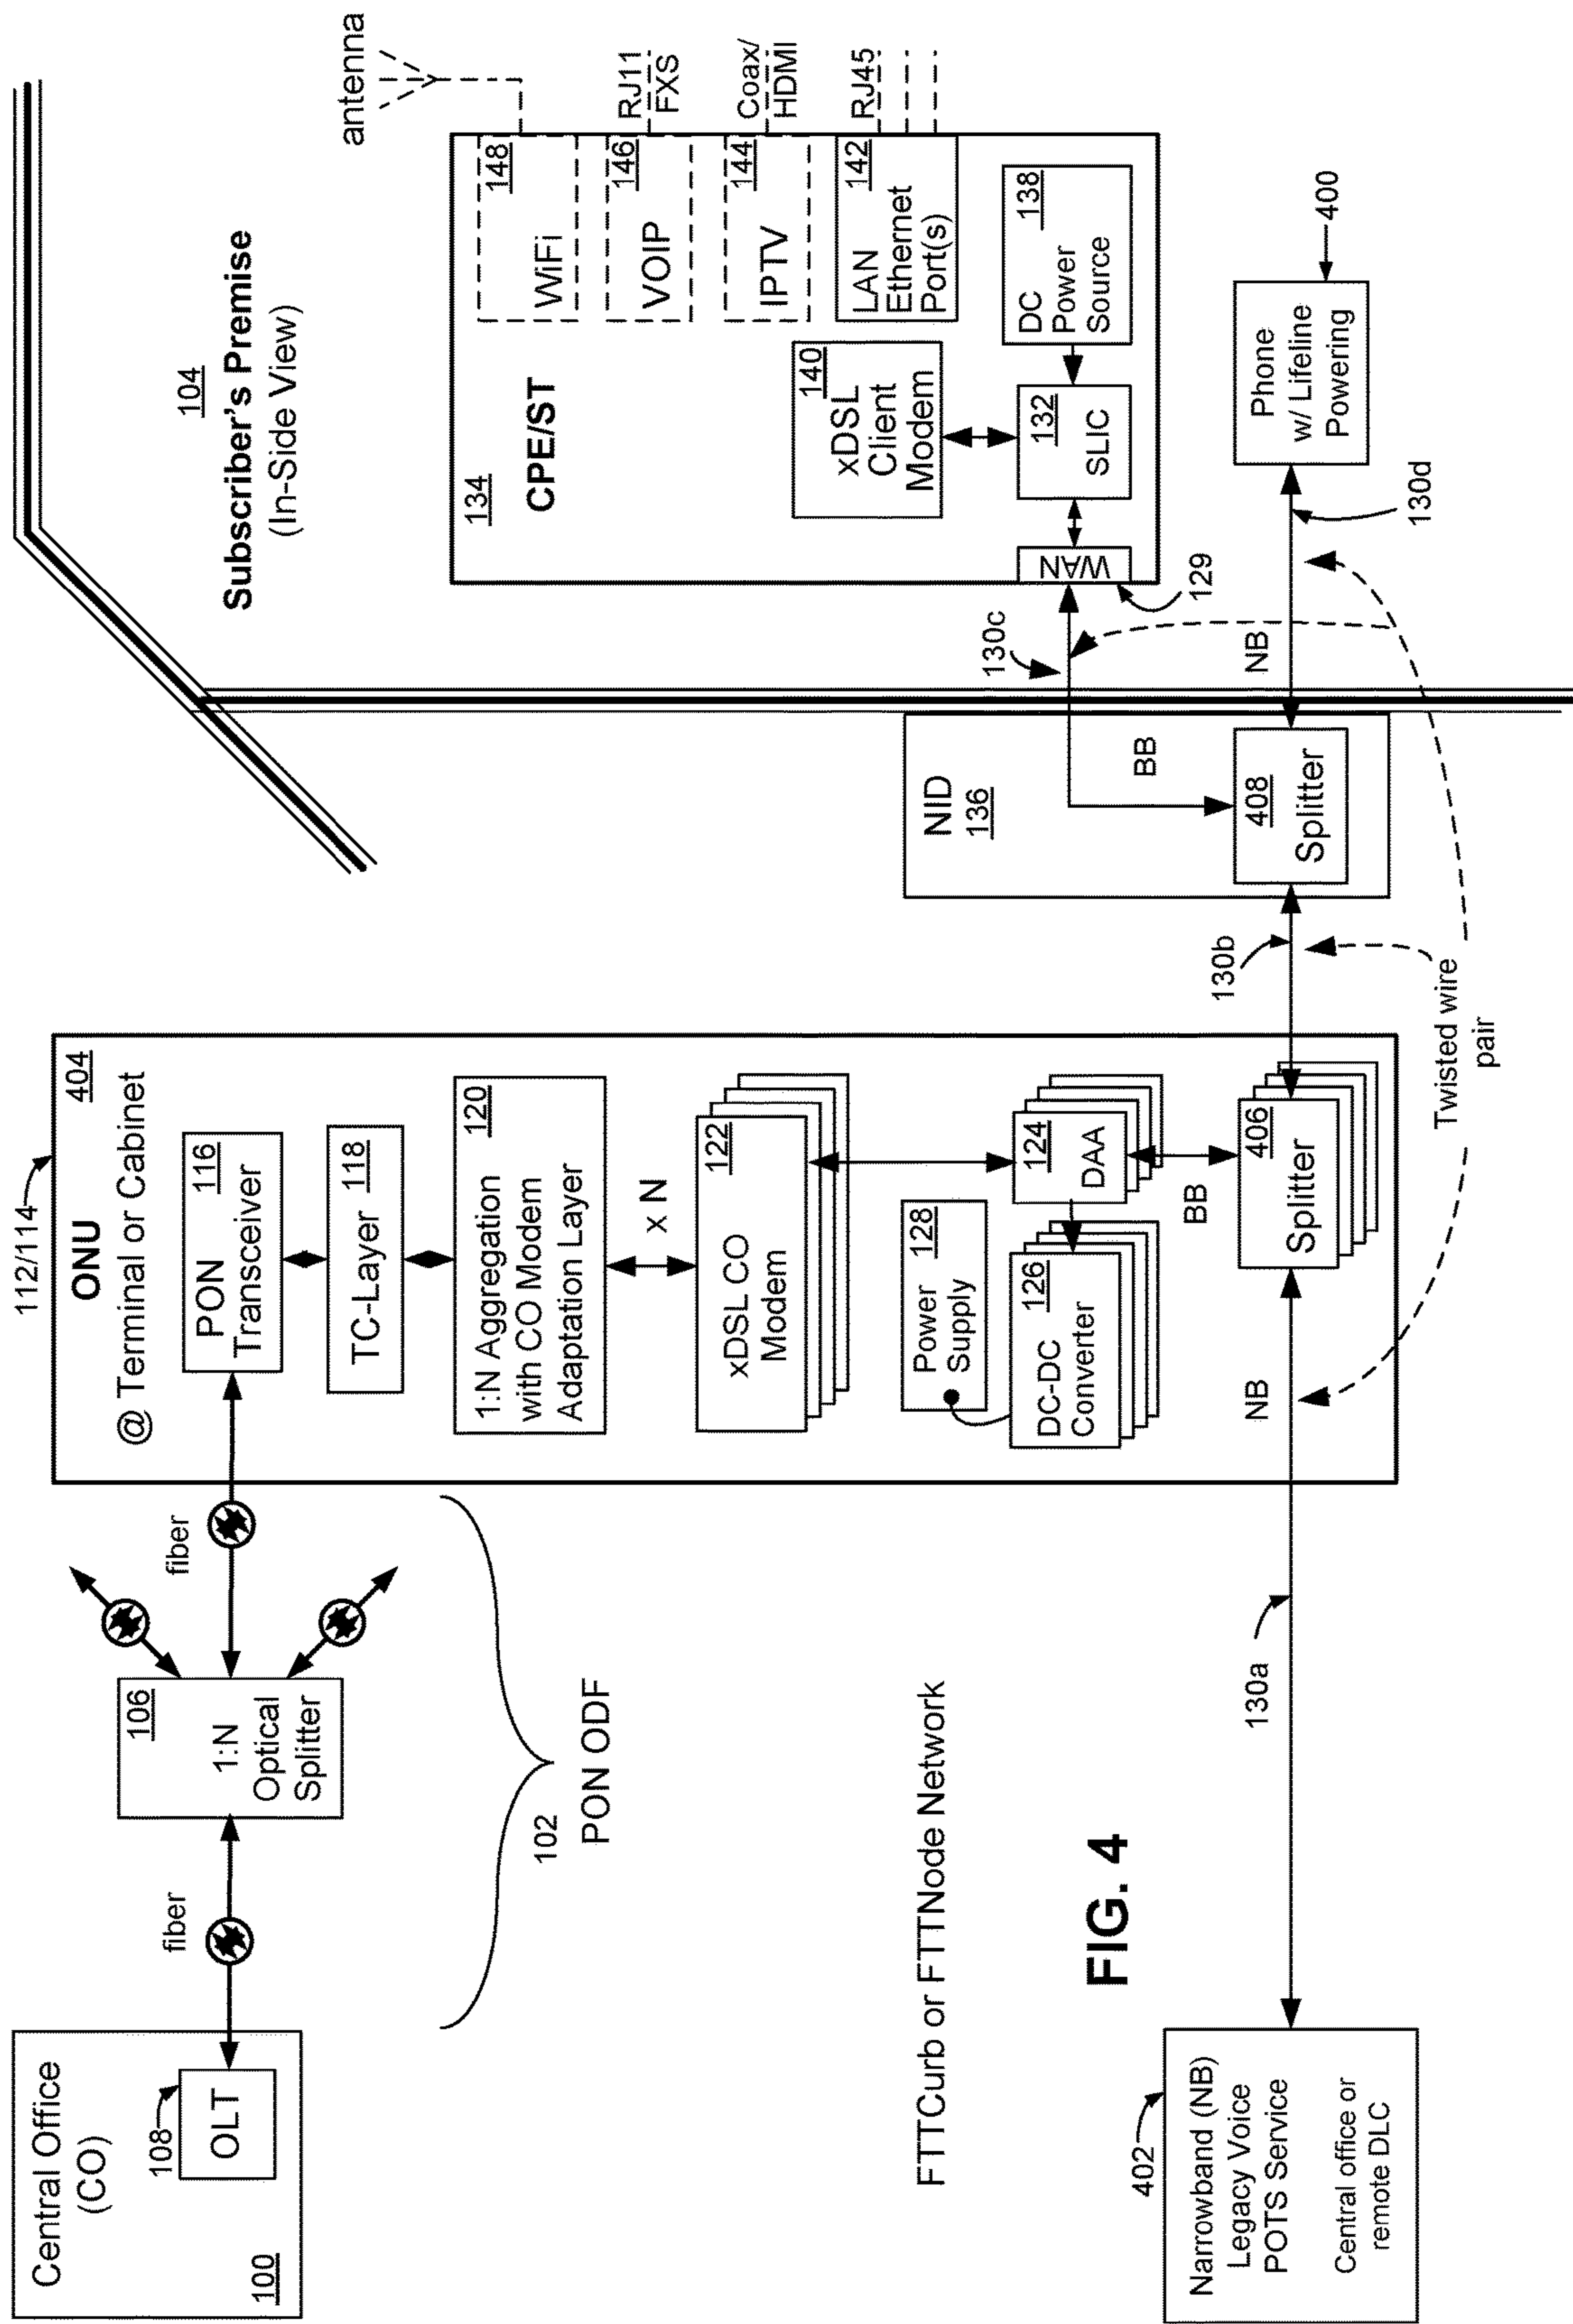 Central Office
(CO)
108
OLT
100
fiber
106
1:N
Optical
Splitter
fiber
102
PON ODF
112/114
ONU
404
@ Terminal or Cabinet
PON
116
Transceiver
TC-Layer
118
120
1:N Aggregation
with CO Modem
Adaptation Layer
x N
122
xDSL CO
Modem
Power
128
Supply
124
DAA
126
DC-DC
Converter
BB
406
Splitter
NB
104
Subscriber's Premise
(In-Side View)
antenna
134
CPE/ST
148
WiFi
RJ11
FXS
146
VOIP
Coax/
HDMI
144
IPTV
RJ45
142
LAN
Ethernet
Port(s)
140
xDSL
Client
Modem
DC
138
Power
Source
132
SLIC
WAN
129
130c
NID
136
BB
408
Splitter
NB
130d
Phone
w/ Lifeline
Powering
400
130b
Twisted wire
pair
130a
FTTCurb or FTTNode Network
FIG. 4
402
Narrowband (NB)
Legacy Voice
POTS Service
Central office or
remote DLC